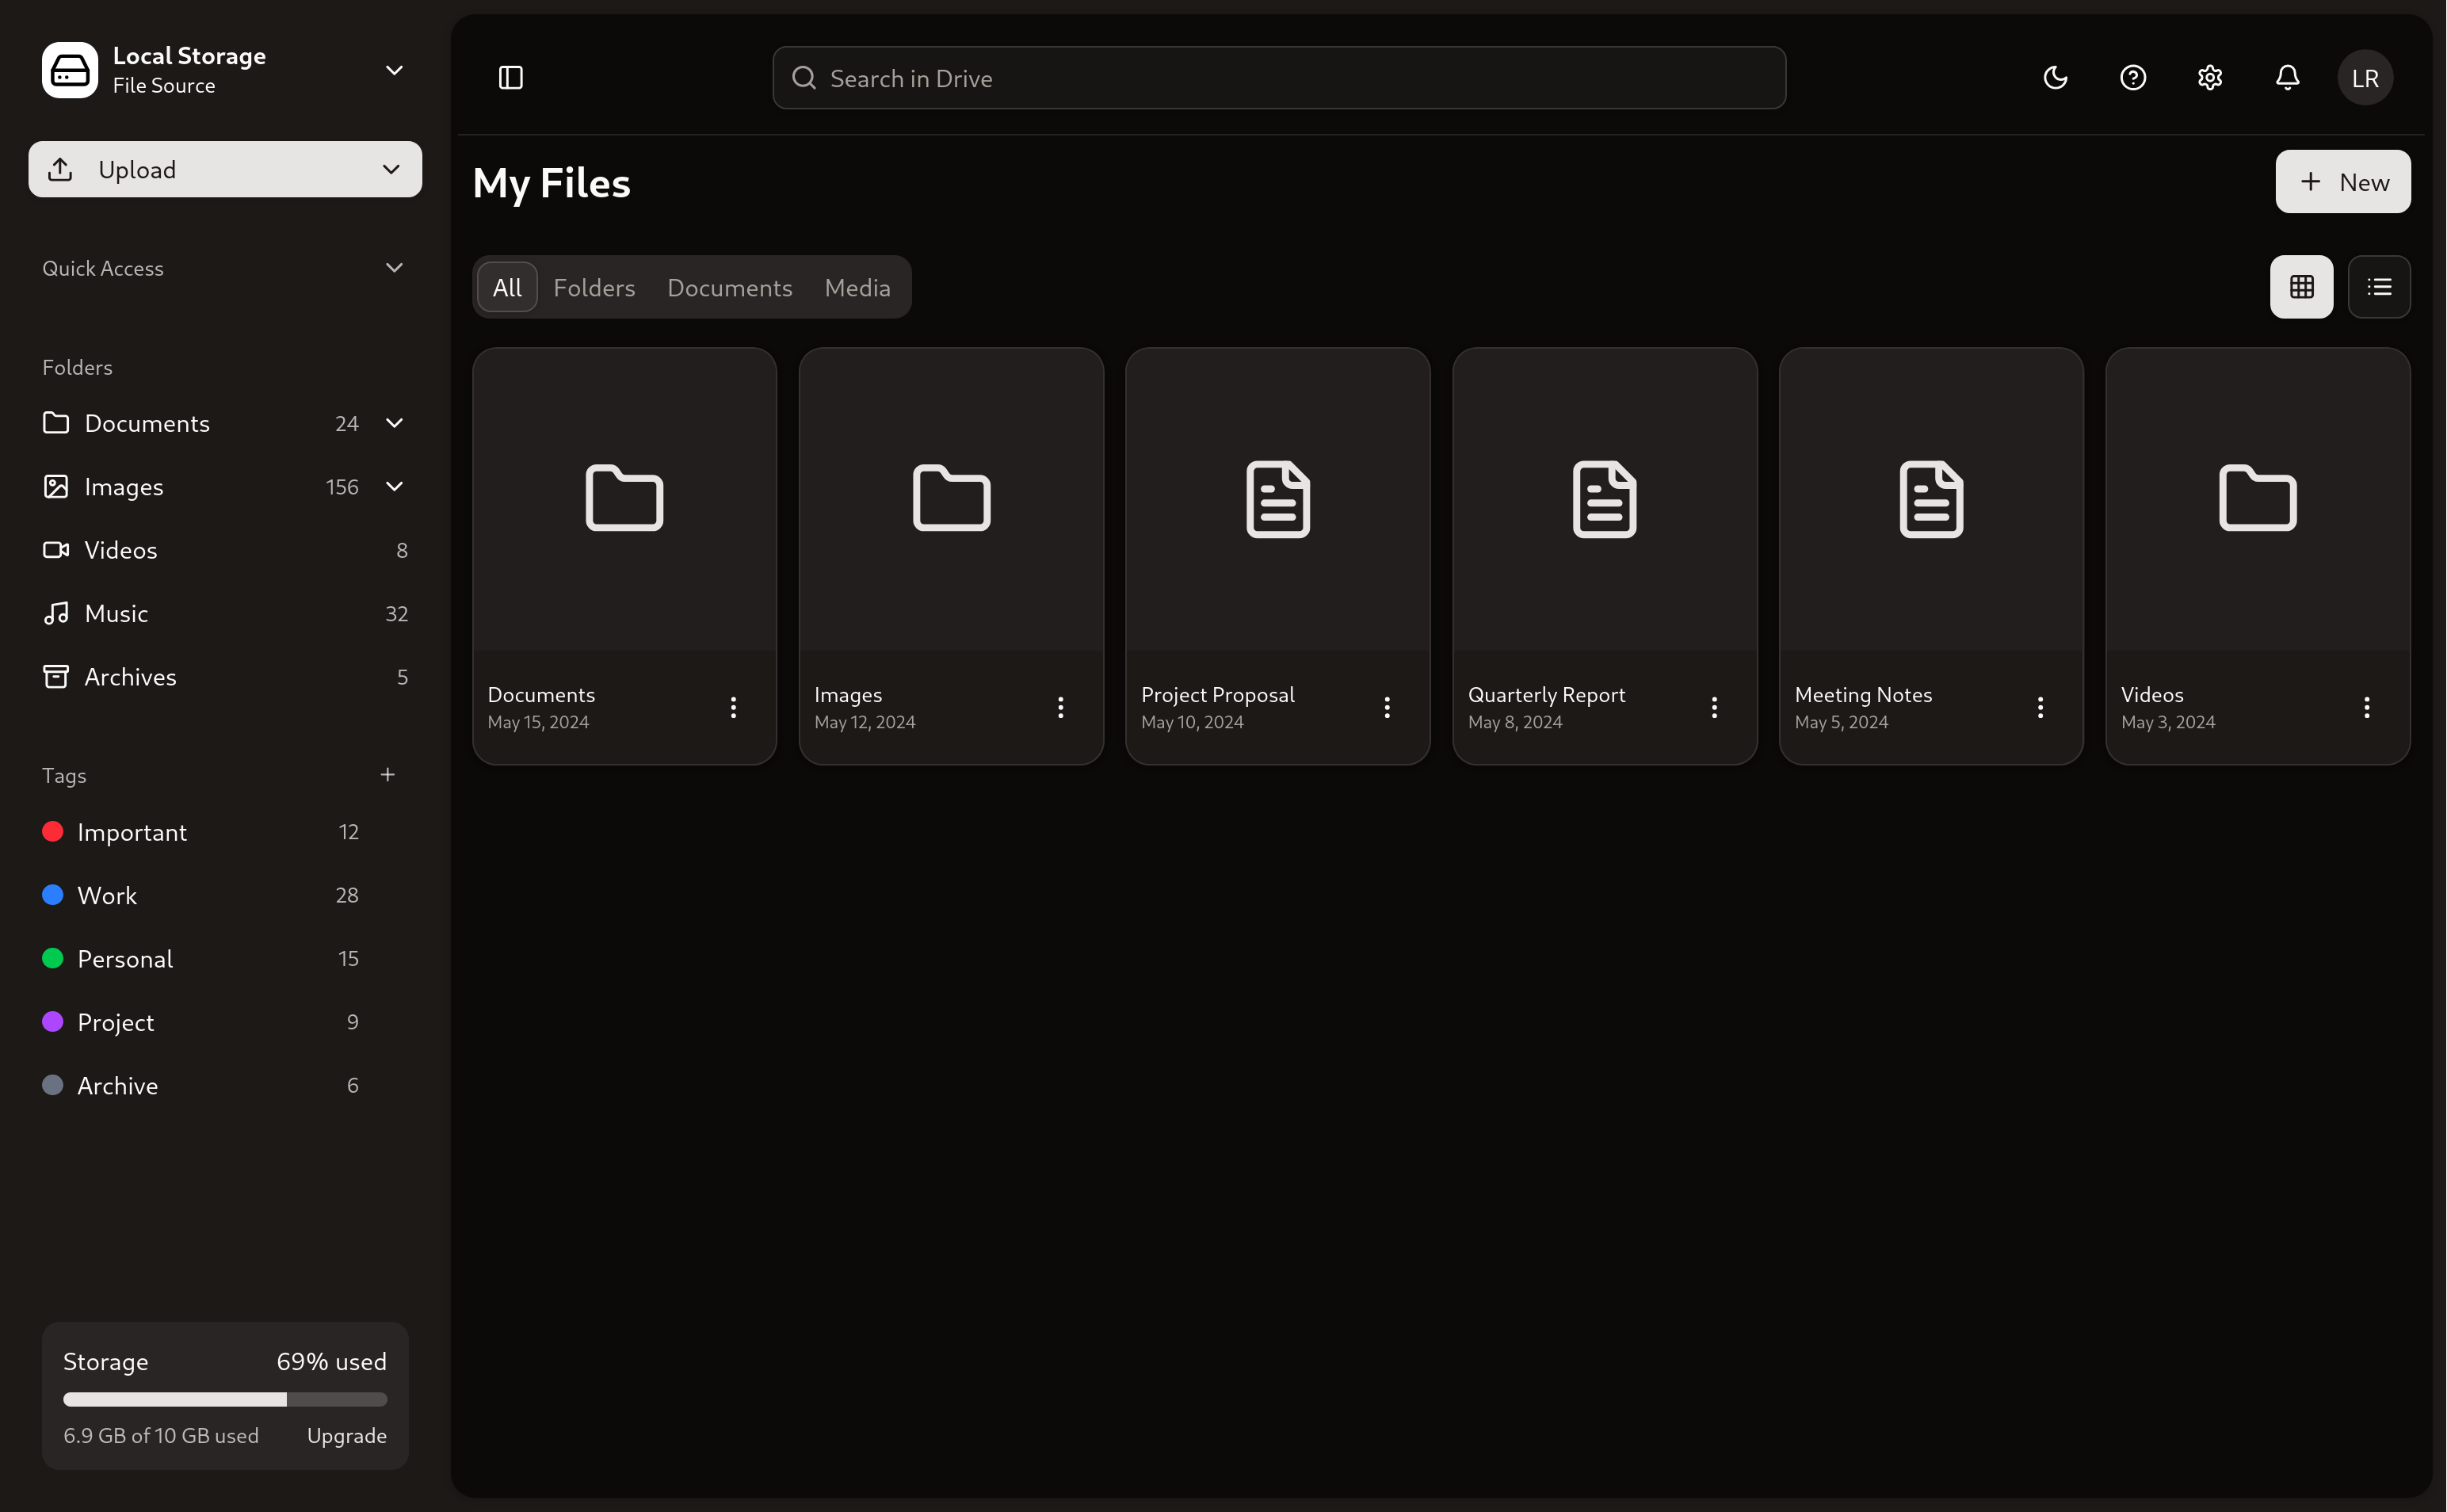 Local Storage
File Source
Upload
Quick Access
Folders
Documents 24
Images 156
Videos 8
Music 32
Archives 5
Tags
Important 12
Work 28
Personal 15
Project 9
Archive 6
Storage 69% used
6.9 GB of 10 GB used Upgrade
Search in Drive
LR
My Files
New
All Folders Documents Media
Documents
May 15, 2024
Images
May 12, 2024
Project Proposal
May 10, 2024
Quarterly Report
May 8, 2024
Meeting Notes
May 5, 2024
Videos
May 3, 2024